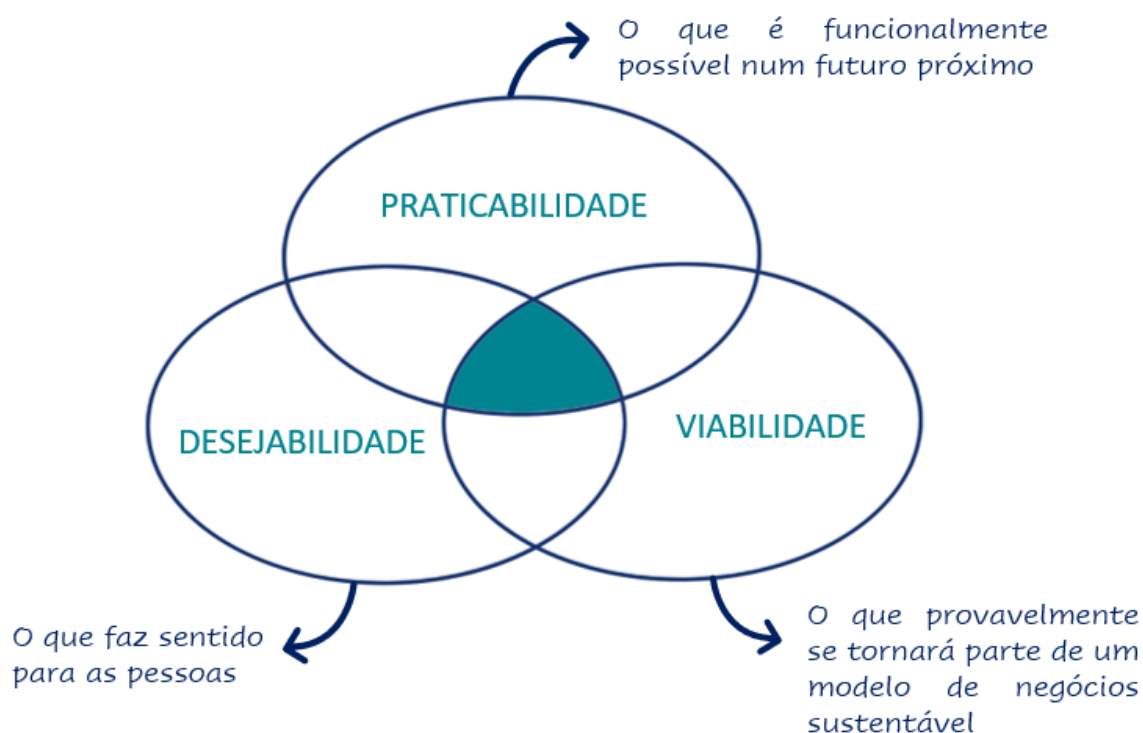 O que é funcionalmente
possível num futuro próximo
PRATICABILIDADE
DESEJABILIDADE
VIABILIDADE
O que faz sentido
para as pessoas
O que provavelmente
se tornará parte de um
modelo de negócios
sustentável